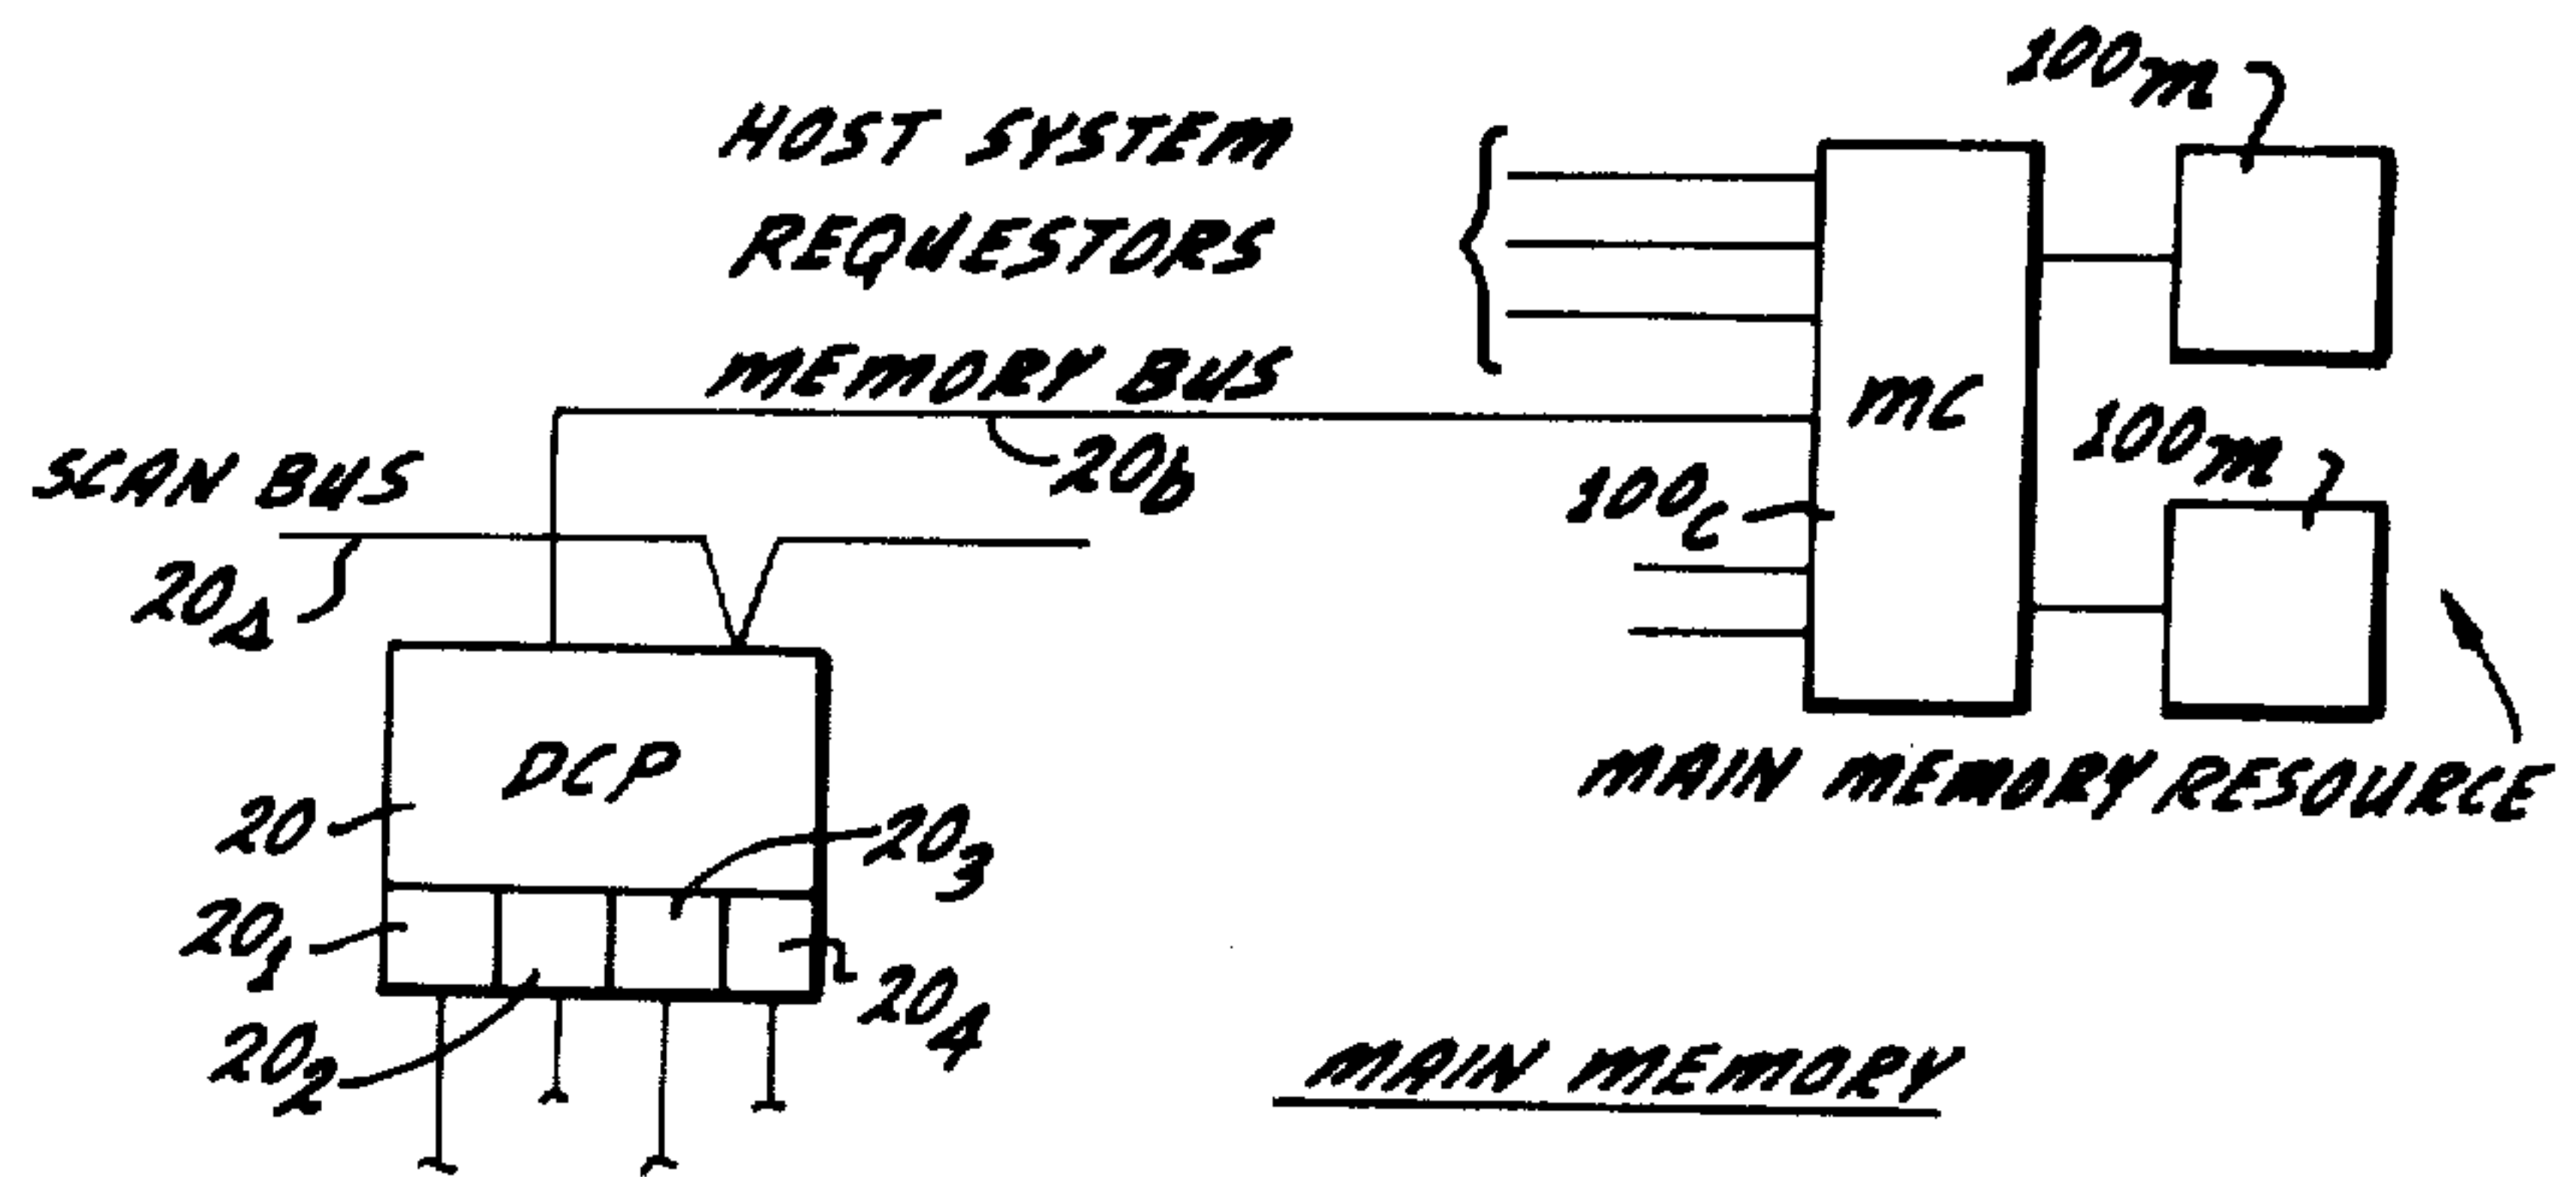 100m
HOST SYSTEM
REQUESTORS
MEMORY BUS
MC
100m
SCAN BUS
20b
100c
20s
DCP
MAIN MEMORY RESOURCE
20
203
201
204
202
MAIN MEMORY